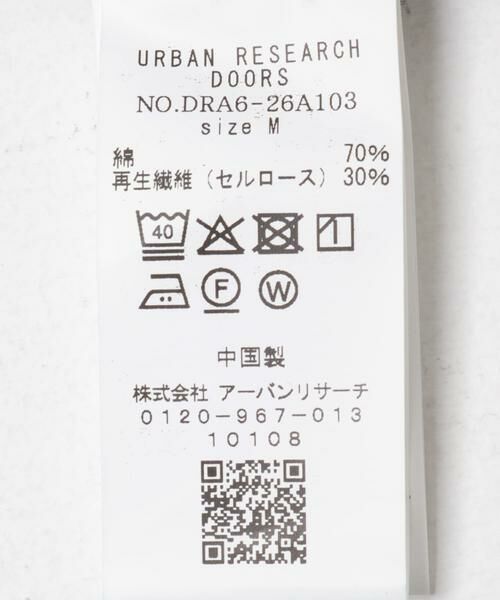 URBAN RESEARCH
DOORS
NO.DRA6-26A103
size M
綿 70%
再生繊維（セルロース）30%
40
F W
中国製
株式会社 アーバンリサーチ
0120-967-013
10108